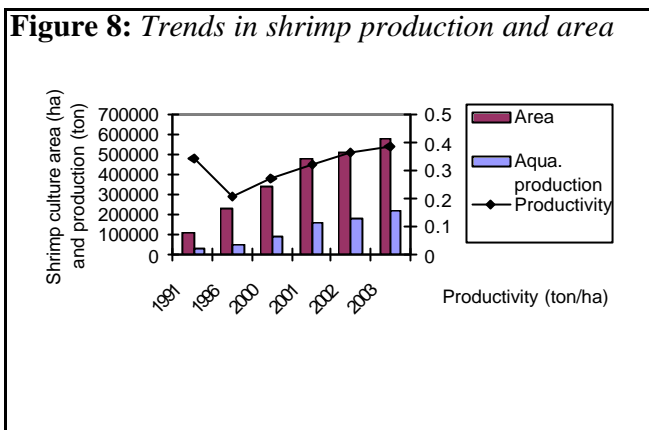 Figure 8: Trends in shrimp production and area
Shrimp culture area (ha)
and production (ton)
700000
600000
500000
400000
300000
200000
100000
0
0.5
0.4
0.3
0.2
0.1
0
1991
1996
2000
2001
2002
2003
Productivity (ton/ha)
Area
Aqua.
production
Productivity